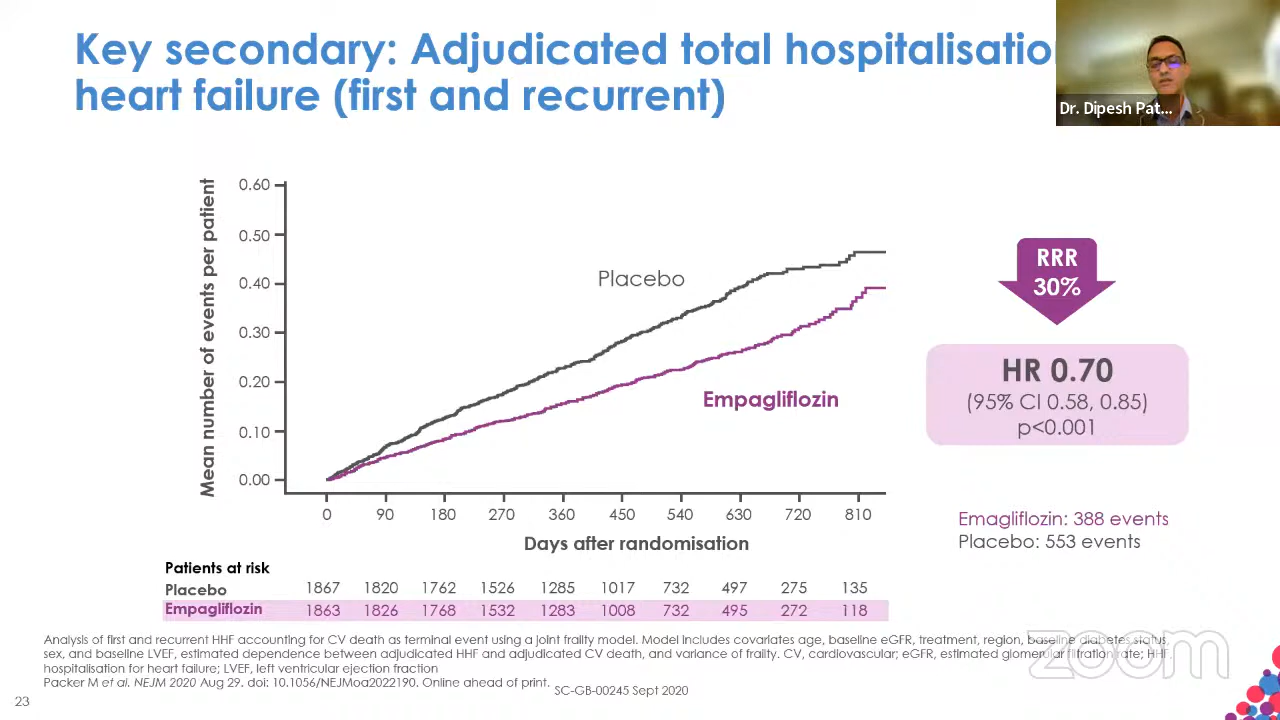 Key secondary: Adjudicated total hospitalisatio
heart failure (first and recurrent)
Dr. Dipesh Pat...
Mean number of events per patient
0.60
0.50
0.40
0.30
0.20
0.10
0.00
Placebo
Empagliflozin
0 90 180 270 360 450 540 630 720 810
Days after randomisation
RRR
30%
HR 0.70
(95% CI 0.58, 0.85)
p<0.001
Emagliflozin: 388 events
Placebo: 553 events
Patients at risk
Placebo 1867 1820 1762 1526 1285 1017 732 497 275 135
Empagliflozin 1863 1826 1768 1532 1283 1008 732 495 272 118
Analysis of first and recurrent HHF accounting for CV death as terminal event using a joint frailty model. Model includes covariates age, baseline eGFR, treatment, region, baseline diabetes status,
sex, and baseline LVEF, estimated dependence between adjudicated HHF and adjudicated CV death, and variance of frailty. CV, cardiovascular; eGFR, estimated glomerular filtration rate; HHF,
hospitalisation for heart failure; LVEF, left ventricular ejection fraction
Packer M et al. NEJM 2020 Aug 29. doi: 10.1056/NEJMoa2022190. Online ahead of print.
SC-GB-00245 Sept 2020
23
zoom